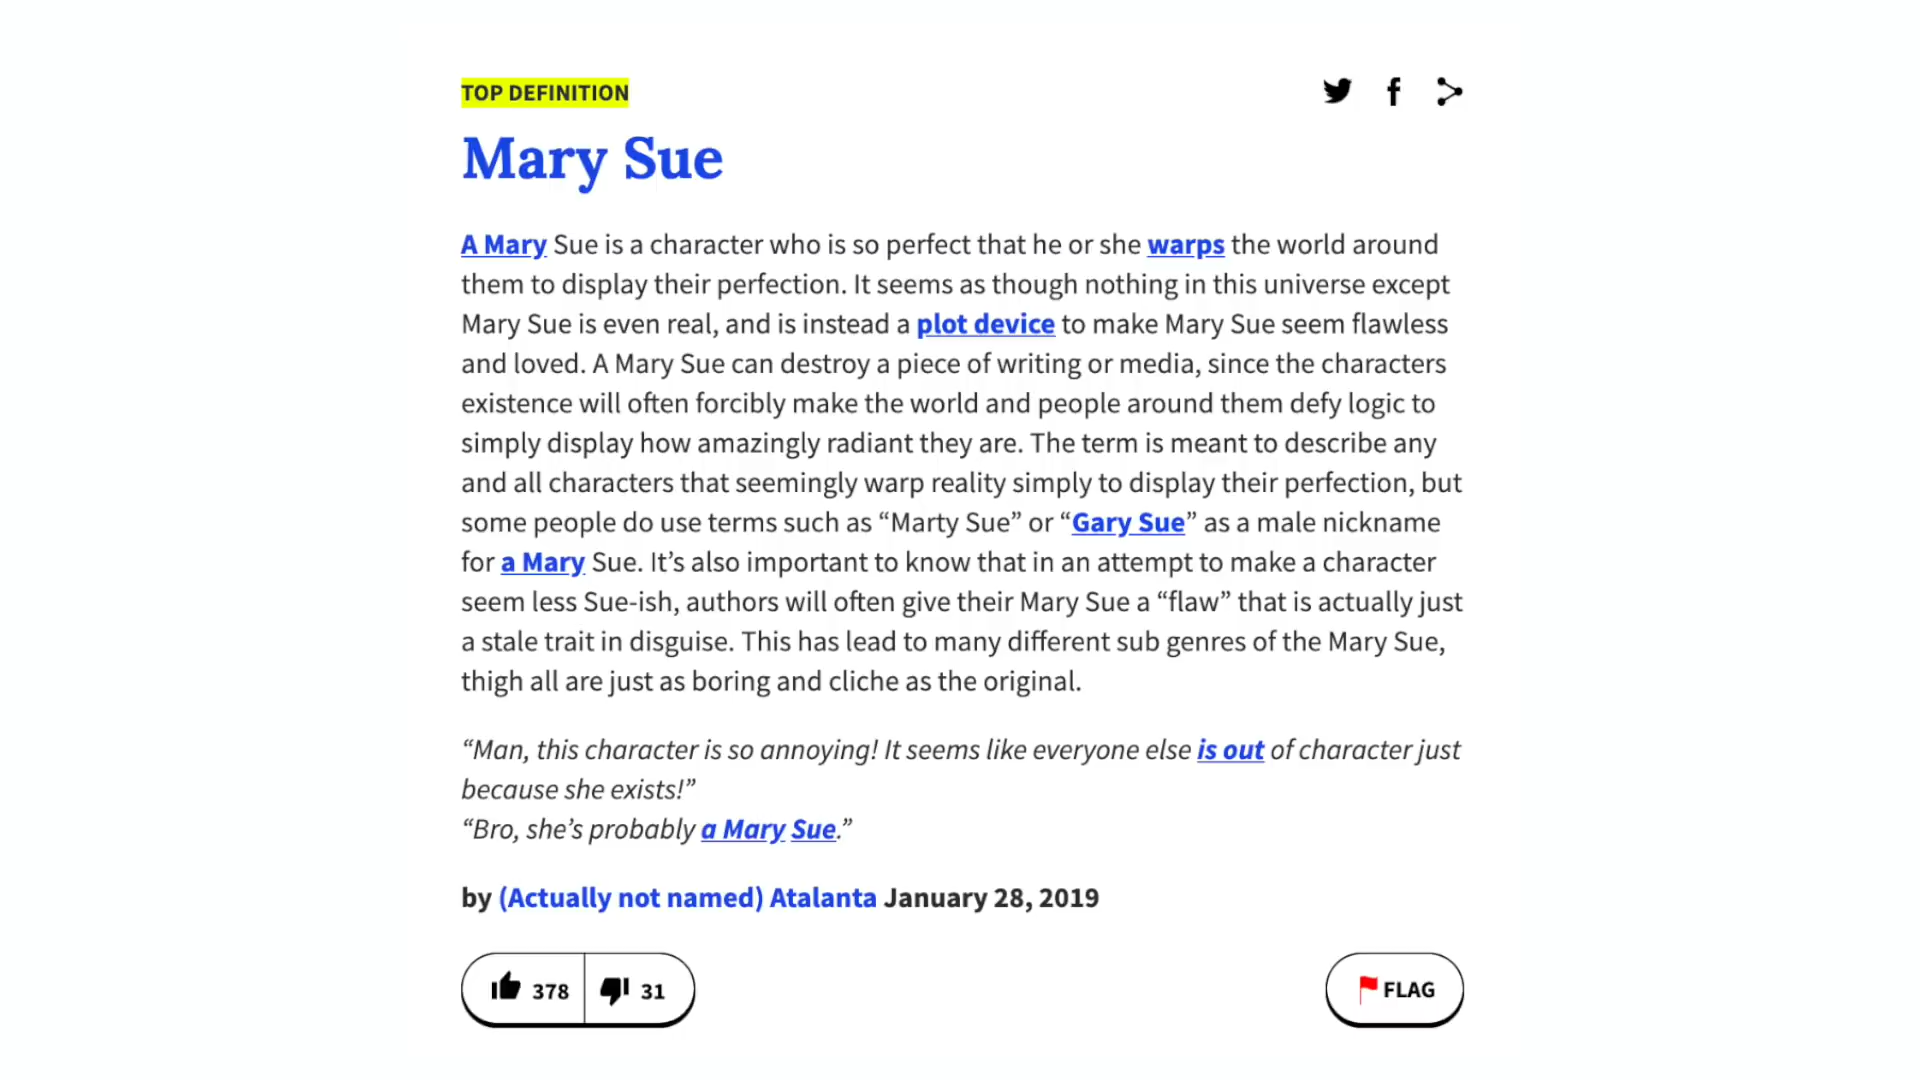 TOP DEFINITION
Mary Sue
A Mary Sue is a character who is so perfect that he or she warps the world around
them to display their perfection. It seems as though nothing in this universe except
Mary Sue is even real, and is instead a plot device to make Mary Sue seem flawless
and loved. A Mary Sue can destroy a piece of writing or media, since the characters
existence will often forcibly make the world and people around them defy logic to
simply display how amazingly radiant they are. The term is meant to describe any
and all characters that seemingly warp reality simply to display their perfection, but
some people do use terms such as “Marty Sue” or “Gary Sue” as a male nickname
for a Mary Sue. It’s also important to know that in an attempt to make a character
seem less Sue-ish, authors will often give their Mary Sue a “flaw” that is actually just
a stale trait in disguise. This has lead to many different sub genres of the Mary Sue,
thigh all are just as boring and cliche as the original.
“Man, this character is so annoying! It seems like everyone else is out of character just
because she exists!”
“Bro, she’s probably a Mary Sue.”
by (Actually not named) Atalanta January 28, 2019
378 31
FLAG